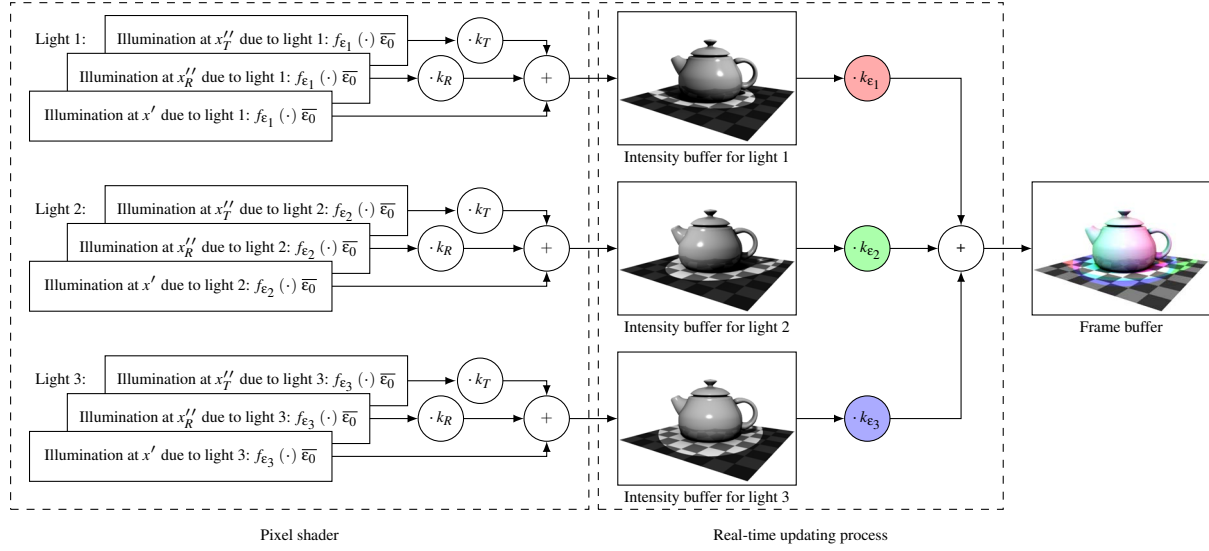 Light 1:
Illumination at x''_T due to light 1: f_ε₁ (·) ε̅₀
· k_T
Illumination at x''_R due to light 1: f_ε₁ (·) ε̅₀
· k_R
+
· k_ε₁
Illumination at x' due to light 1: f_ε₁ (·) ε̅₀
Intensity buffer for light 1
Light 2:
Illumination at x''_T due to light 2: f_ε₂ (·) ε̅₀
· k_T
Illumination at x''_R due to light 2: f_ε₂ (·) ε̅₀
· k_R
+
· k_ε₂
+
Illumination at x' due to light 2: f_ε₂ (·) ε̅₀
Intensity buffer for light 2
Frame buffer
Light 3:
Illumination at x''_T due to light 3: f_ε₃ (·) ε̅₀
· k_T
Illumination at x''_R due to light 3: f_ε₃ (·) ε̅₀
· k_R
+
· k_ε₃
Illumination at x' due to light 3: f_ε₃ (·) ε̅₀
Intensity buffer for light 3
Pixel shader
Real-time updating process